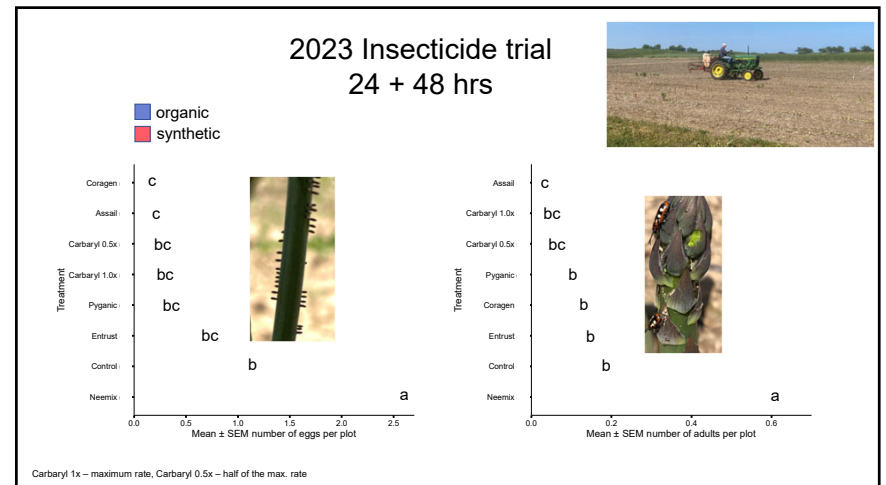 2023 Insecticide trial
24 + 48 hrs
organic
synthetic
Coragen
c
Assail
c
Carbaryl 0.5x
bc
Carbaryl 1.0x
bc
Pyganic
bc
Entrust
bc
Control
b
Neemix
a
Treatment
0.0 0.5 1.0 1.5 2.0 2.5
Mean ± SEM number of eggs per plot
Assail
c
Carbaryl 1.0x
bc
Carbaryl 0.5x
bc
Pyganic
b
Coragen
b
Entrust
b
Control
b
Neemix
a
Treatment
0.0 0.2 0.4 0.6
Mean ± SEM number of adults per plot
Carbaryl 1x – maximum rate, Carbaryl 0.5x – half of the max. rate